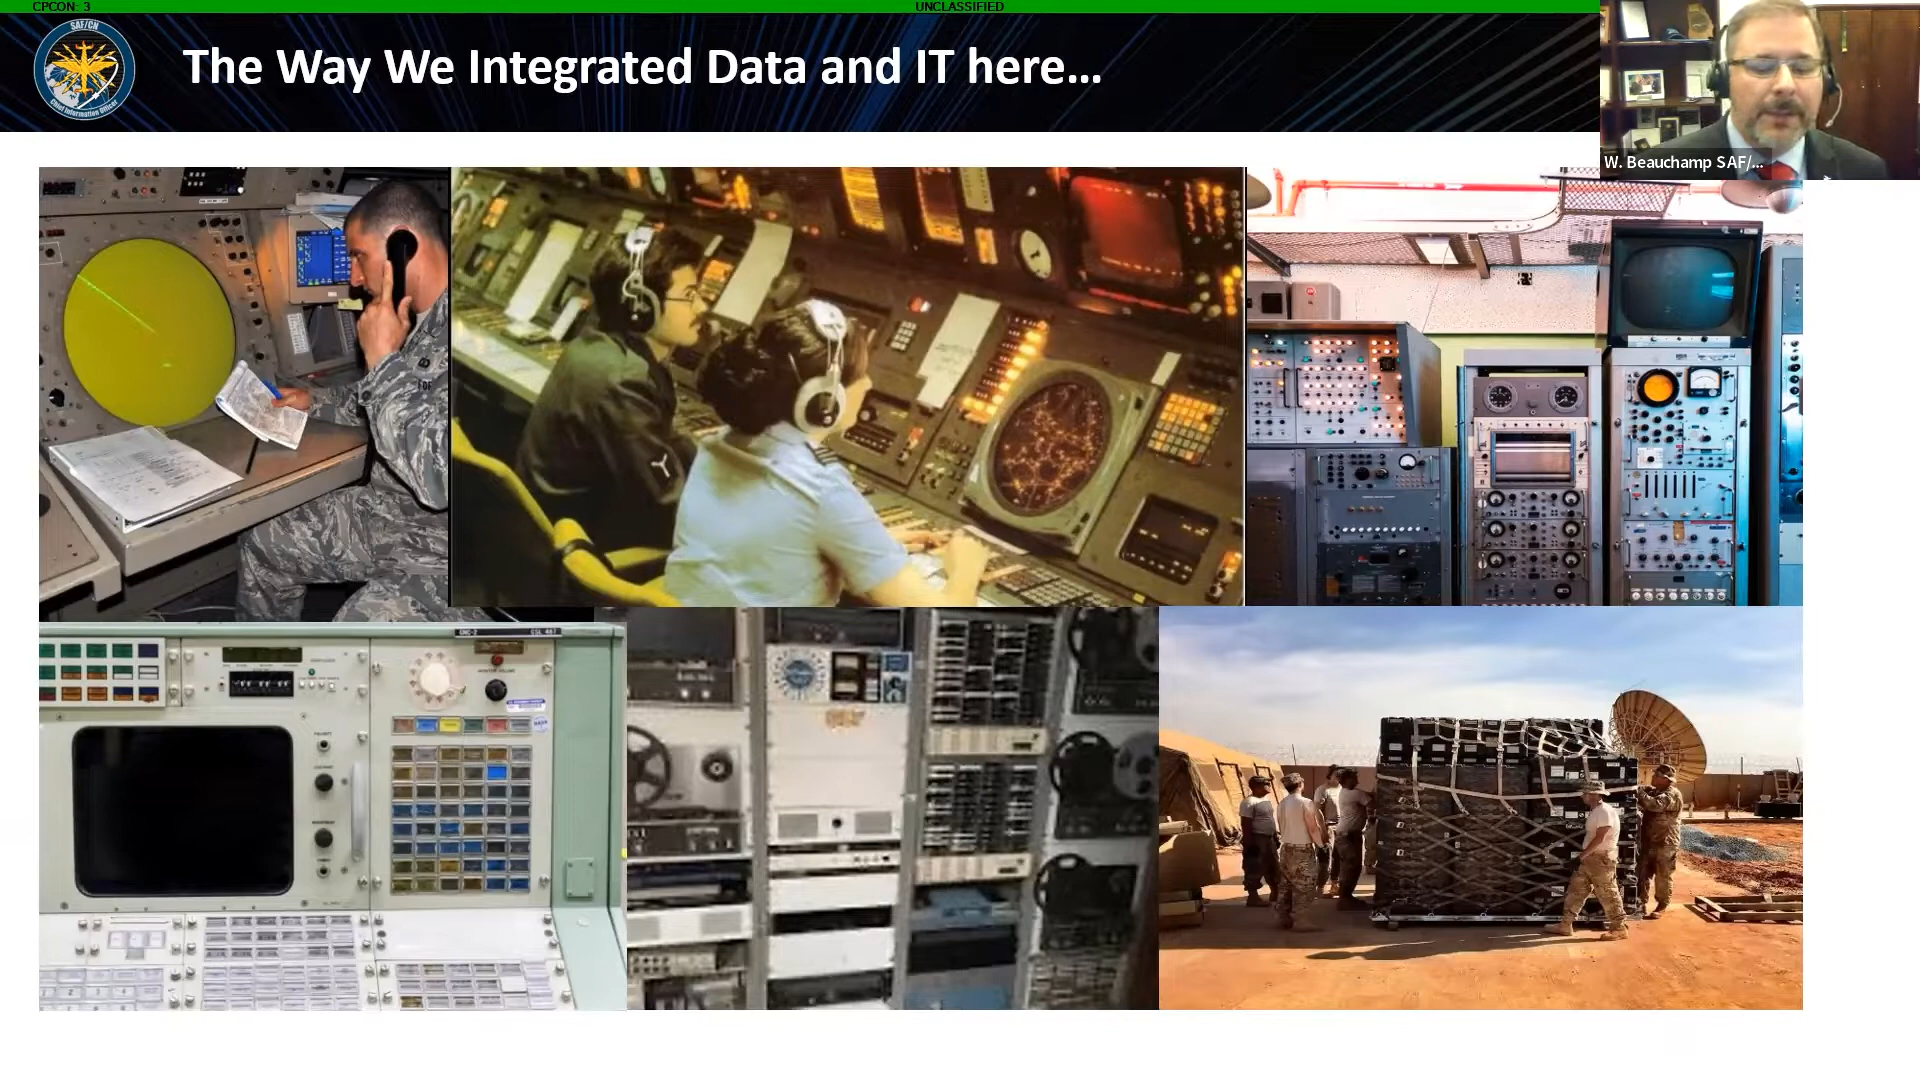 CPCON: 3
UNCLASSIFIED
SAF/CN
Chief Information Officer
The Way We Integrated Data and IT here...
W. Beauchamp SAF/...